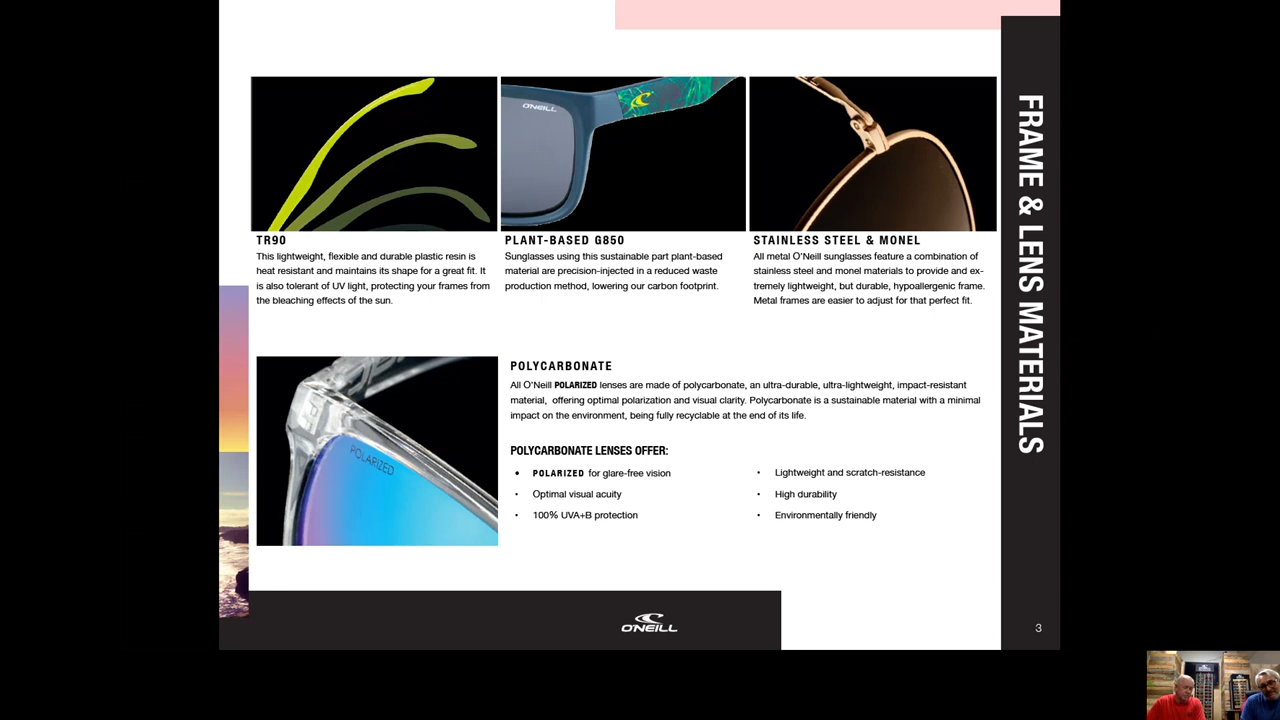 O'NEILL
TR90
This lightweight, flexible and durable plastic resin is
heat resistant and maintains its shape for a great fit. It
is also tolerant of UV light, protecting your frames from
the bleaching effects of the sun.
PLANT-BASED G850
Sunglasses using this sustainable part plant-based
material are precision-injected in a reduced waste
production method, lowering our carbon footprint.
STAINLESS STEEL & MONEL
All metal O'Neill sunglasses feature a combination of
stainless steel and monel materials to provide and ex-
tremely lightweight, but durable, hypoallergenic frame.
Metal frames are easier to adjust for that perfect fit.
FRAME & LENS MATERIALS
POLARIZED
POLYCARBONATE
All O'Neill POLARIZED lenses are made of polycarbonate, an ultra-durable, ultra-lightweight, impact-resistant
material, offering optimal polarization and visual clarity. Polycarbonate is a sustainable material with a minimal
impact on the environment, being fully recyclable at the end of its life.
POLYCARBONATE LENSES OFFER:
• POLARIZED for glare-free vision
• Optimal visual acuity
• 100% UVA+B protection
• Lightweight and scratch-resistance
• High durability
• Environmentally friendly
O'NEILL
3